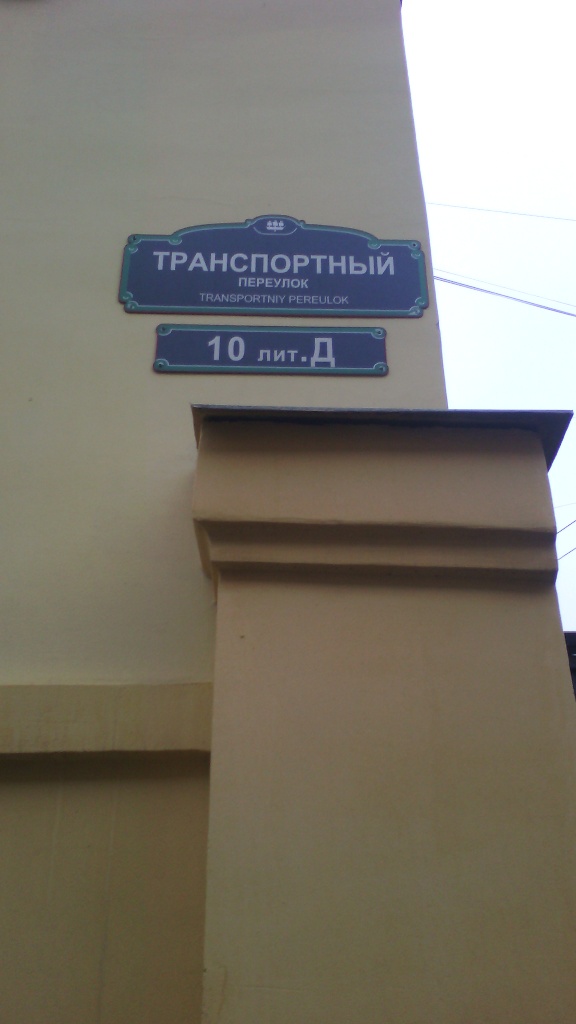 ТРАНСПОРТНЫЙ
ПЕРЕУЛОК
TRANSPORTNIY PEREULOK
10 лит.Д